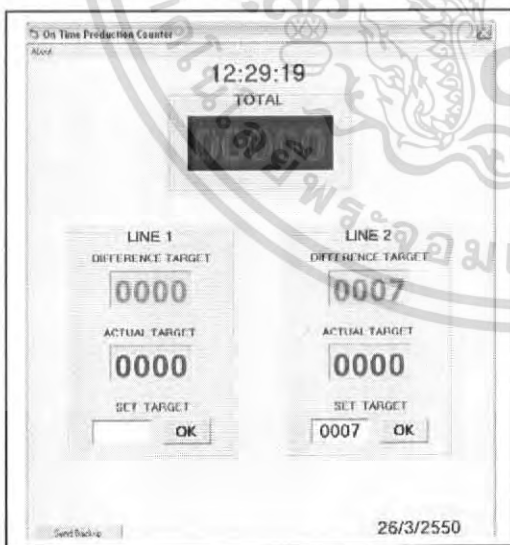 On Time Production Counter
About
12:29:19
TOTAL
LINE 1
DIFFERENCE TARGET
0000
ACTUAL TARGET
0000
SET TARGET
OK
LINE 2
DIFFERENCE TARGET
0007
ACTUAL TARGET
0000
SET TARGET
0007 OK
Send Backup
26/3/2550